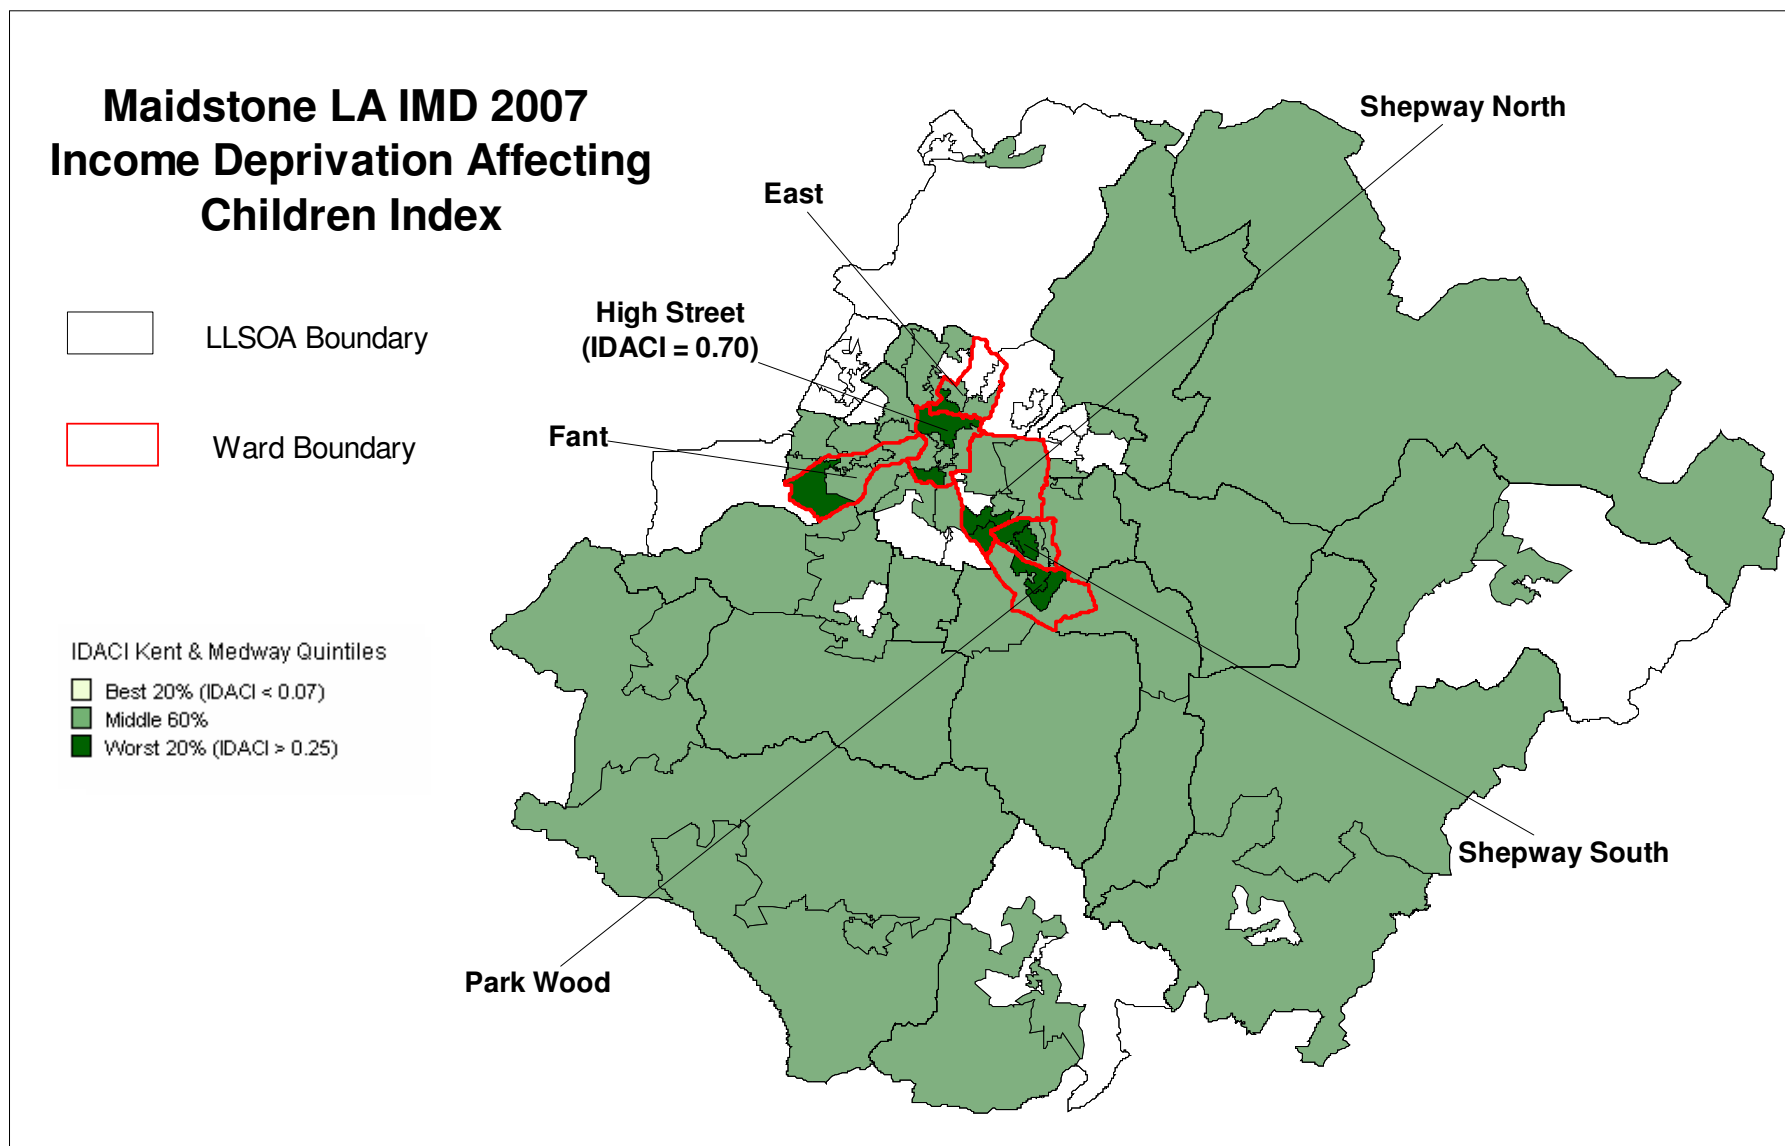 Maidstone LA IMD 2007
Income Deprivation Affecting
Children Index
Shepway North
East
High Street
(IDACI = 0.70)
LLSOA Boundary
Fant
Ward Boundary
IDACI Kent & Medway Quintiles
Best 20% (IDACI < 0.07)
Middle 60%
Worst 20% (IDACI > 0.25)
Shepway South
Park Wood